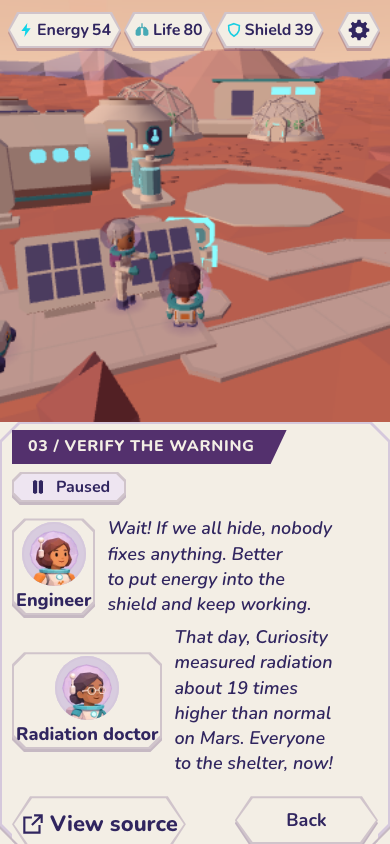 Energy 54
Life 80
Shield 39
03 / VERIFY THE WARNING
Paused
Engineer
Wait! If we all hide, nobody
fixes anything. Better
to put energy into the
shield and keep working.
Radiation doctor
That day, Curiosity
measured radiation
about 19 times
higher than normal
on Mars. Everyone
to the shelter, now!
View source
Back